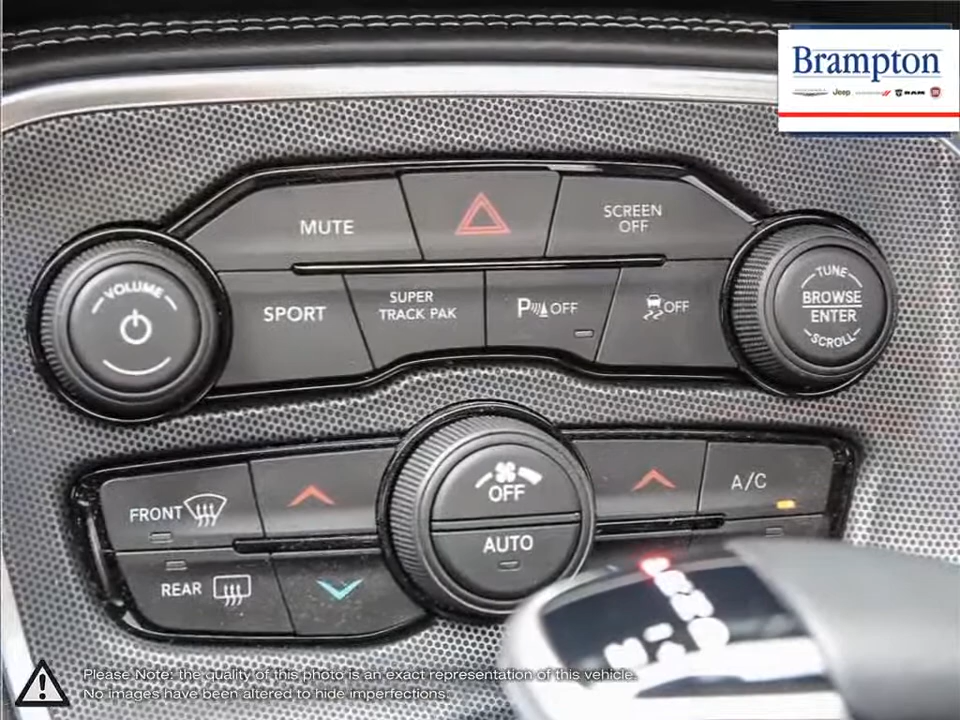 Brampton
Jeep
RAM
MUTE
SCREEN
OFF
VOLUME
SPORT
SUPER
TRACK PAK
P OFF
OFF
TUNE
BROWSE
ENTER
SCROLL
FRONT
OFF
A/C
AUTO
REAR
Please Note: the quality of this photo is an exact representation of this vehicle.
No images have been altered to hide imperfections.